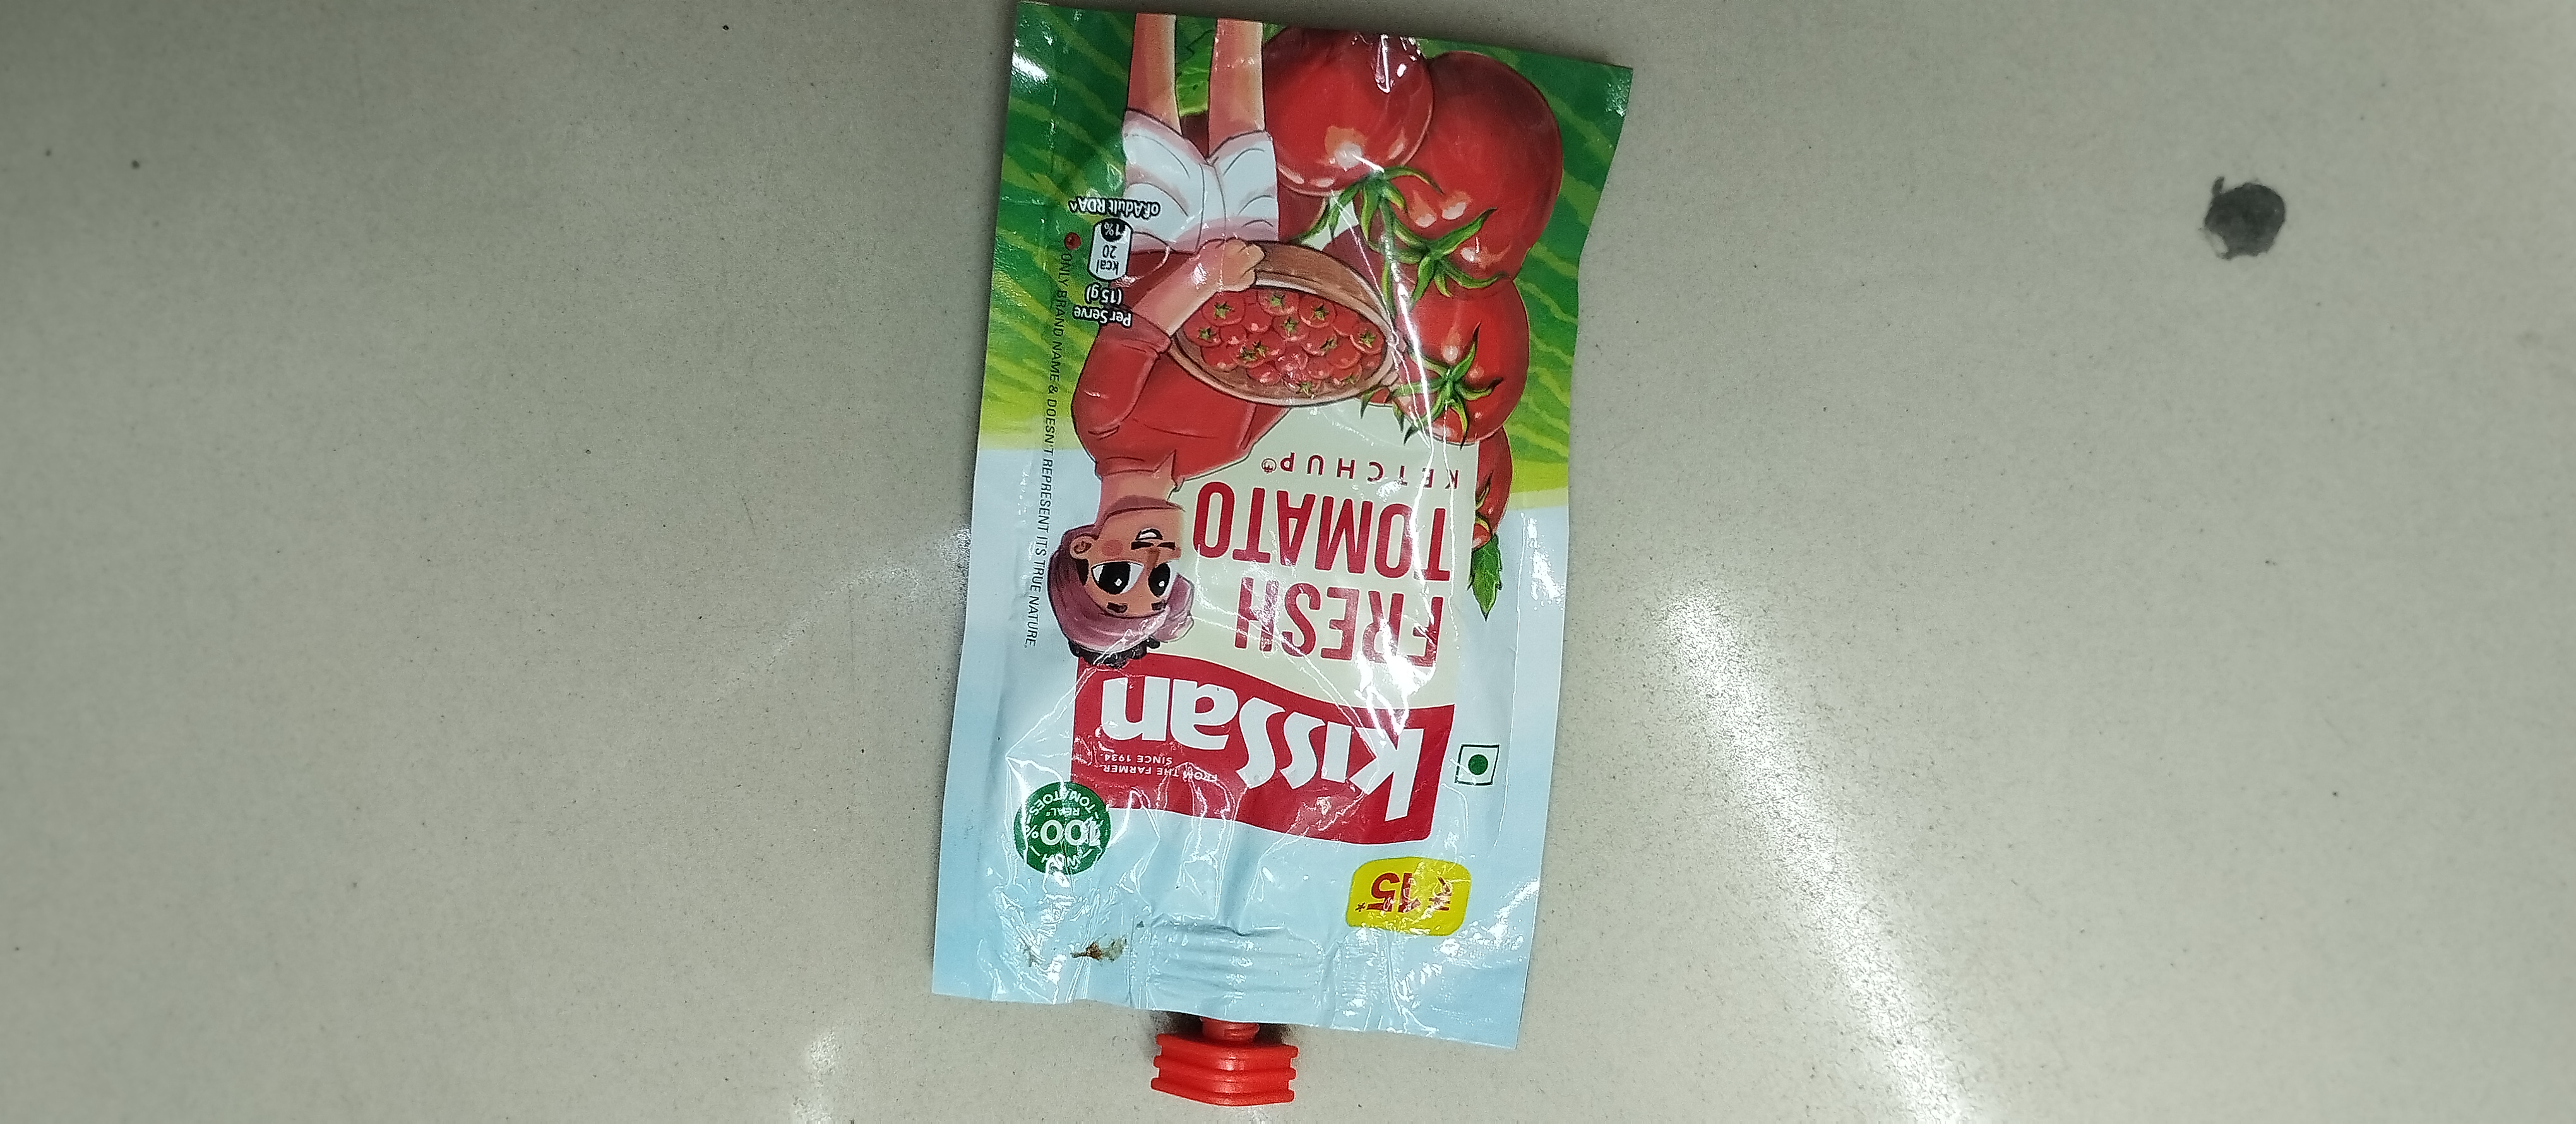 ₹15*
WITH
100%
REAL*
TOMATOES
FROM THE FARMER.
SINCE 1934.
kissan
FRESH
TOMATO
KETCHUP
Per Serve
(15 g)
kcal
20
1%
of Adult RDA^
ONLY BRAND NAME & DOESN'T REPRESENT ITS TRUE NATURE.